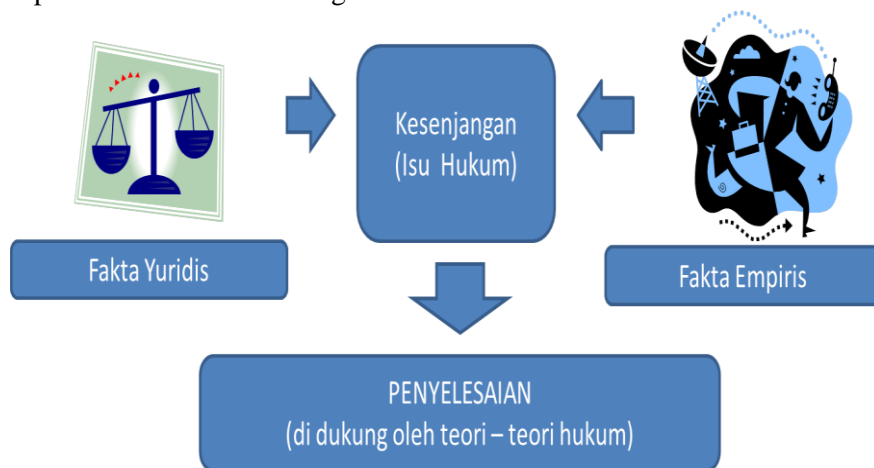 Kesenjangan
(Isu Hukum)
Fakta Yuridis
Fakta Empiris
PENYELESAIAN
(di dukung oleh teori – teori hukum)